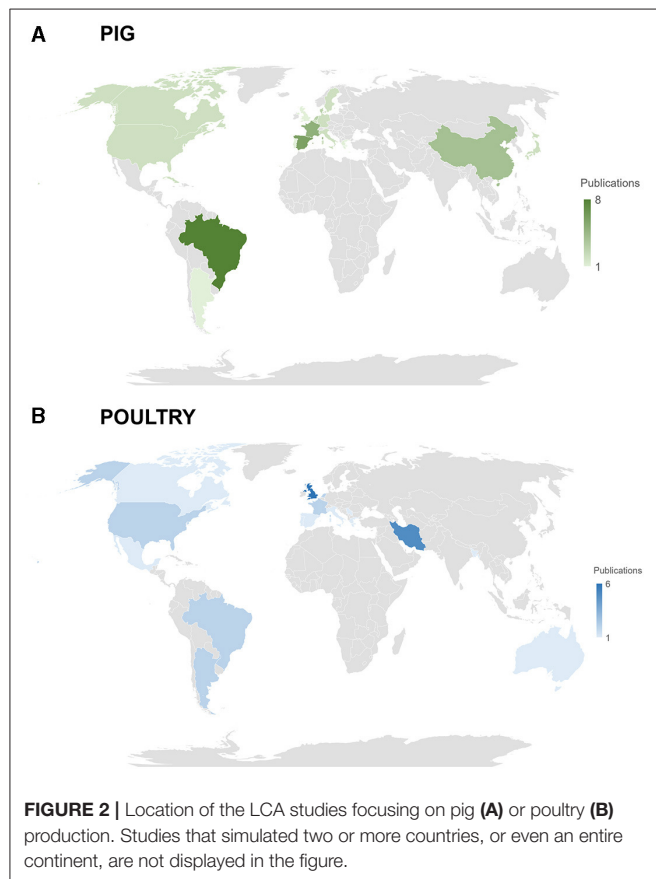 A PIG
Publications
8
1
B POULTRY
Publications
6
1
FIGURE 2 | Location of the LCA studies focusing on pig (A) or poultry (B)
production. Studies that simulated two or more countries, or even an entire
continent, are not displayed in the figure.